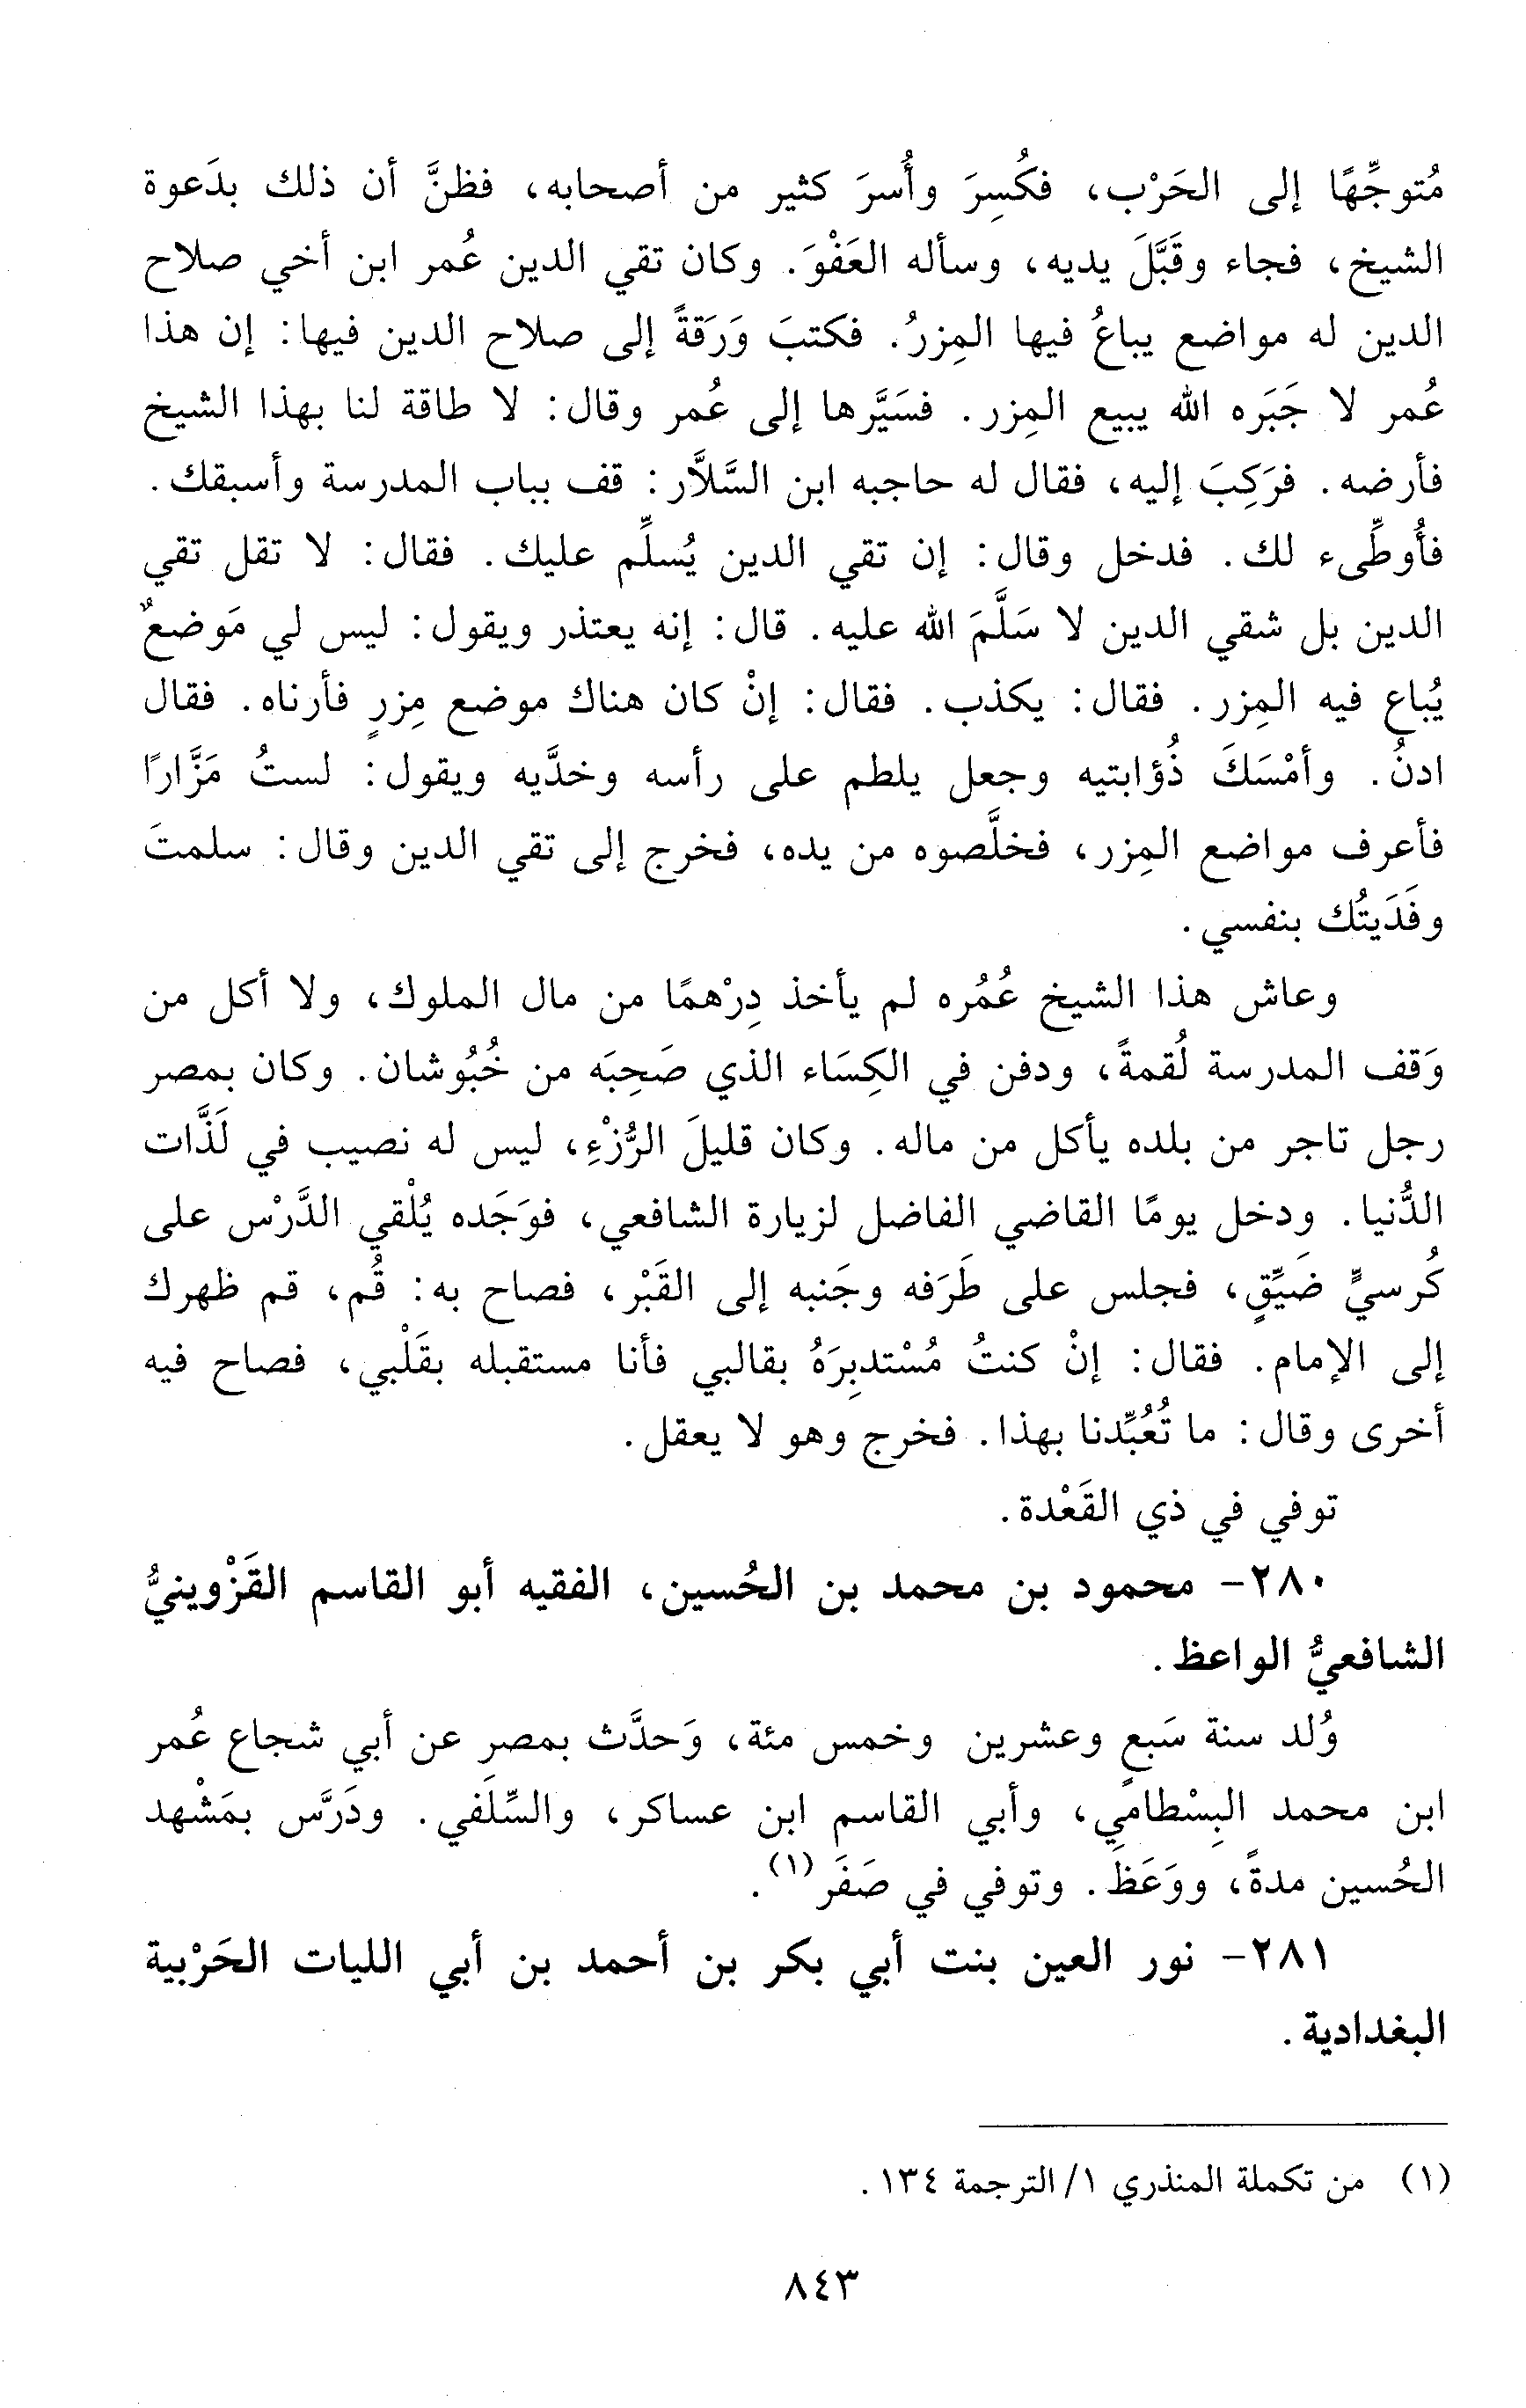 مُتوجِّهًا إلى الحَرْب، فكُسِرَ وأُسرَ كثير من أصحابه، فظنَّ أن ذلك بدَعوة
الشيخ، فجاء وقَبَّلَ يديه، وسأله العَفْوَ. وكان تقي الدين عُمر ابن أخي صلاح
الدين له مواضع يباعُ فيها المِزرُ. فكتبَ وَرَقةً إلى صلاح الدين فيها: إن هذا
عُمر لا جَبَره الله يبيع المِزر. فسَيَّرها إلى عُمر وقال: لا طاقة لنا بهذا الشيخ
فأرضه. فرَكِبَ إليه، فقال له حاجبه ابن السَّلاَّر: قف بباب المدرسة وأسبقك.
فأُوطِّىء لك. فدخل وقال: إن تقي الدين يُسلِّم عليك. فقال: لا تقل تقي
الدين بل شقي الدين لا سَلَّمَ الله عليه. قال: إنه يعتذر ويقول: ليس لي مَوضعٌ
يُباع فيه المِزر. فقال: يكذب. فقال: إنْ كان هناك موضع مِزرٍ فأرناه. فقال
ادنُ. وأمْسَكَ ذُؤابتيه وجعل يلطم على رأسه وخدَّيه ويقول: لستُ مَزَّارًا
فأعرف مواضع المِزر، فخلَّصوه من يده، فخرج إلى تقي الدين وقال: سلمتَ
وفَدَيتُك بنفسي.
وعاش هذا الشيخ عُمُره لم يأخذ دِرْهمًا من مال الملوك، ولا أكل من
وَقف المدرسة لُقمةً، ودفن في الكِسَاء الذي صَحِبَه من خُبُوشان. وكان بمصر
رجل تاجر من بلده يأكل من ماله. وكان قليلَ الرُّزْءِ، ليس له نصيب في لَذَّات
الدُّنيا. ودخل يومًا القاضي الفاضل لزيارة الشافعي، فوَجَده يُلْقي الدَّرْس على
كُرسيٍّ ضَيِّقٍ، فجلس على طَرَفه وجَنبه إلى القَبْر، فصاح به: قُم، قم ظهرك
إلى الإمام. فقال: إنْ كنتُ مُسْتدبِرَهُ بقالبي فأنا مستقبله بقَلْبي، فصاح فيه
أخرى وقال: ما تُعُبِّدنا بهذا. فخرج وهو لا يعقل.
توفي في ذي القَعْدة.
٢٨٠- محمود بن محمد بن الحُسين، الفقيه أبو القاسم القَزْوينيُّ
الشافعيُّ الواعظ.
وُلد سنة سَبعٍ وعشرين وخمس مئة، وَحدَّث بمصر عن أبي شجاع عُمر
ابن محمد البِسْطامي، وأبي القاسم ابن عساكر، والسِّلَفي. ودَرَّس بمَشْهد
الحُسين مدةً، ووَعَظَ. وتوفي في صَفَر(١).
٢٨١- نور العين بنت أبي بكر بن أحمد بن أبي الليات الحَرْبية
البغدادية.
(١) من تكملة المنذري ١/ الترجمة ١٣٤.
٨٤٣